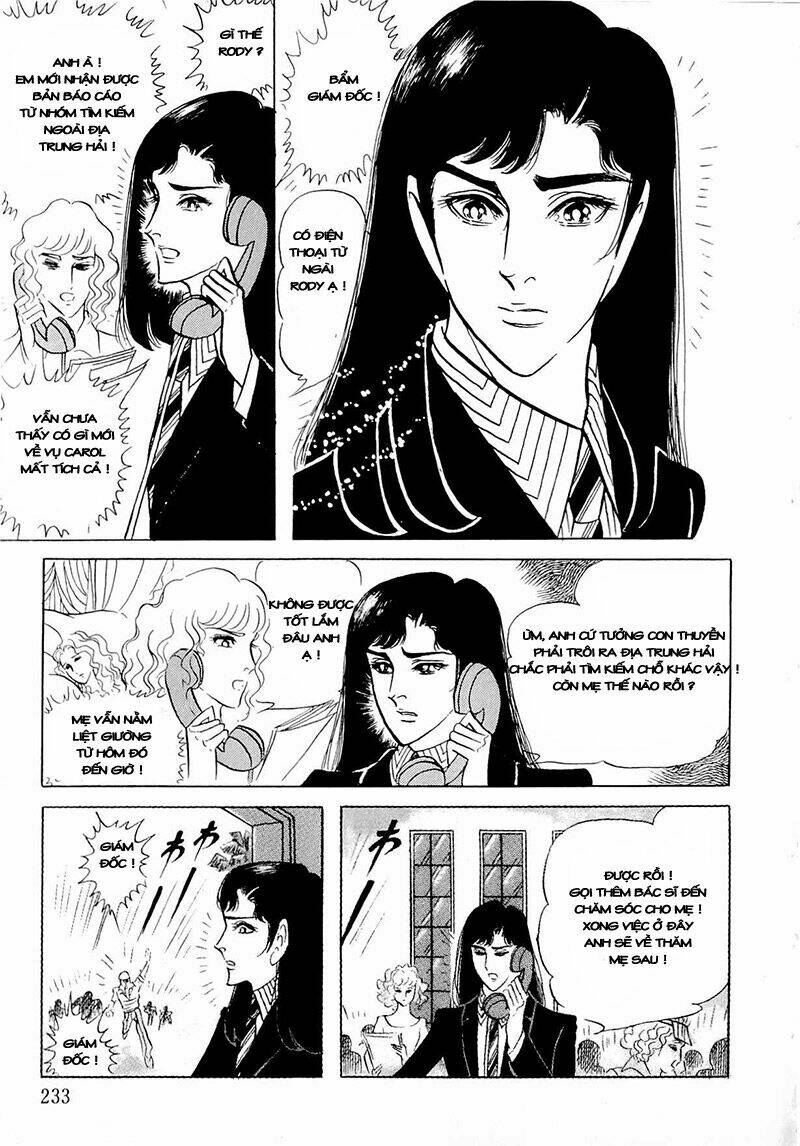 BẨM
GIÁM ĐỐC !
CÓ ĐIỆN
THOẠI TỪ
NGÀI
RODY Ạ !
GÌ THẾ
RODY ?
ANH À !
EM MỚI NHẬN ĐƯỢC
BẢN BÁO CÁO
TỪ NHÓM TÌM KIẾM
NGOÀI ĐỊA
TRUNG HẢI !
VẪN CHƯA
THẤY CÓ GÌ MỚI
VỀ VỤ CAROL
MẤT TÍCH CẢ !
ỪM, ANH CỨ TƯỞNG CON THUYỀN
PHẢI TRÔI RA ĐỊA TRUNG HẢI
CHẮC PHẢI TÌM KIẾM CHỔ KHÁC VẬY !
CÒN MẸ THẾ NÀO RỒI ?
KHÔNG ĐƯỢC
TỐT LẮM
ĐÂU ANH
Ạ !
MẸ VẪN NẰM
LIỆT GIƯỜNG
TỪ HÔM ĐÓ
ĐẾN GIỜ !
ĐƯỢC RỒI !
GỌI THÊM BÁC SĨ ĐẾN
CHĂM SÓC CHO MẸ !
XONG VIỆC Ở ĐÂY
ANH SẼ VỀ THĂM
MẸ SAU !
GIÁM
ĐỐC !
わー
わー
GIÁM
ĐỐC !
233